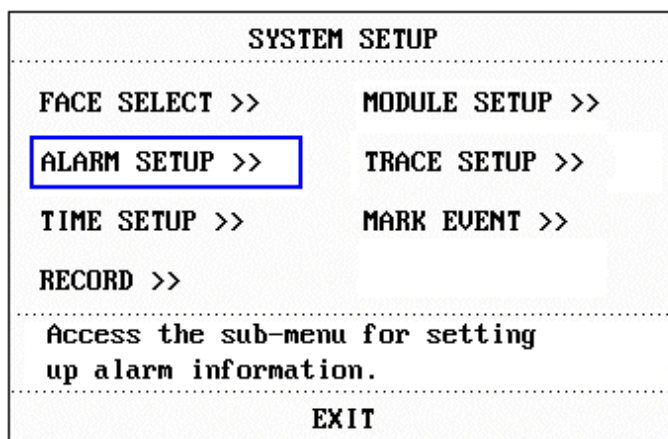 SYSTEM SETUP
FACE SELECT >> MODULE SETUP >>
ALARM SETUP >> TRACE SETUP >>
TIME SETUP >> MARK EVENT >>
RECORD >>
Access the sub-menu for setting
up alarm information.
EXIT